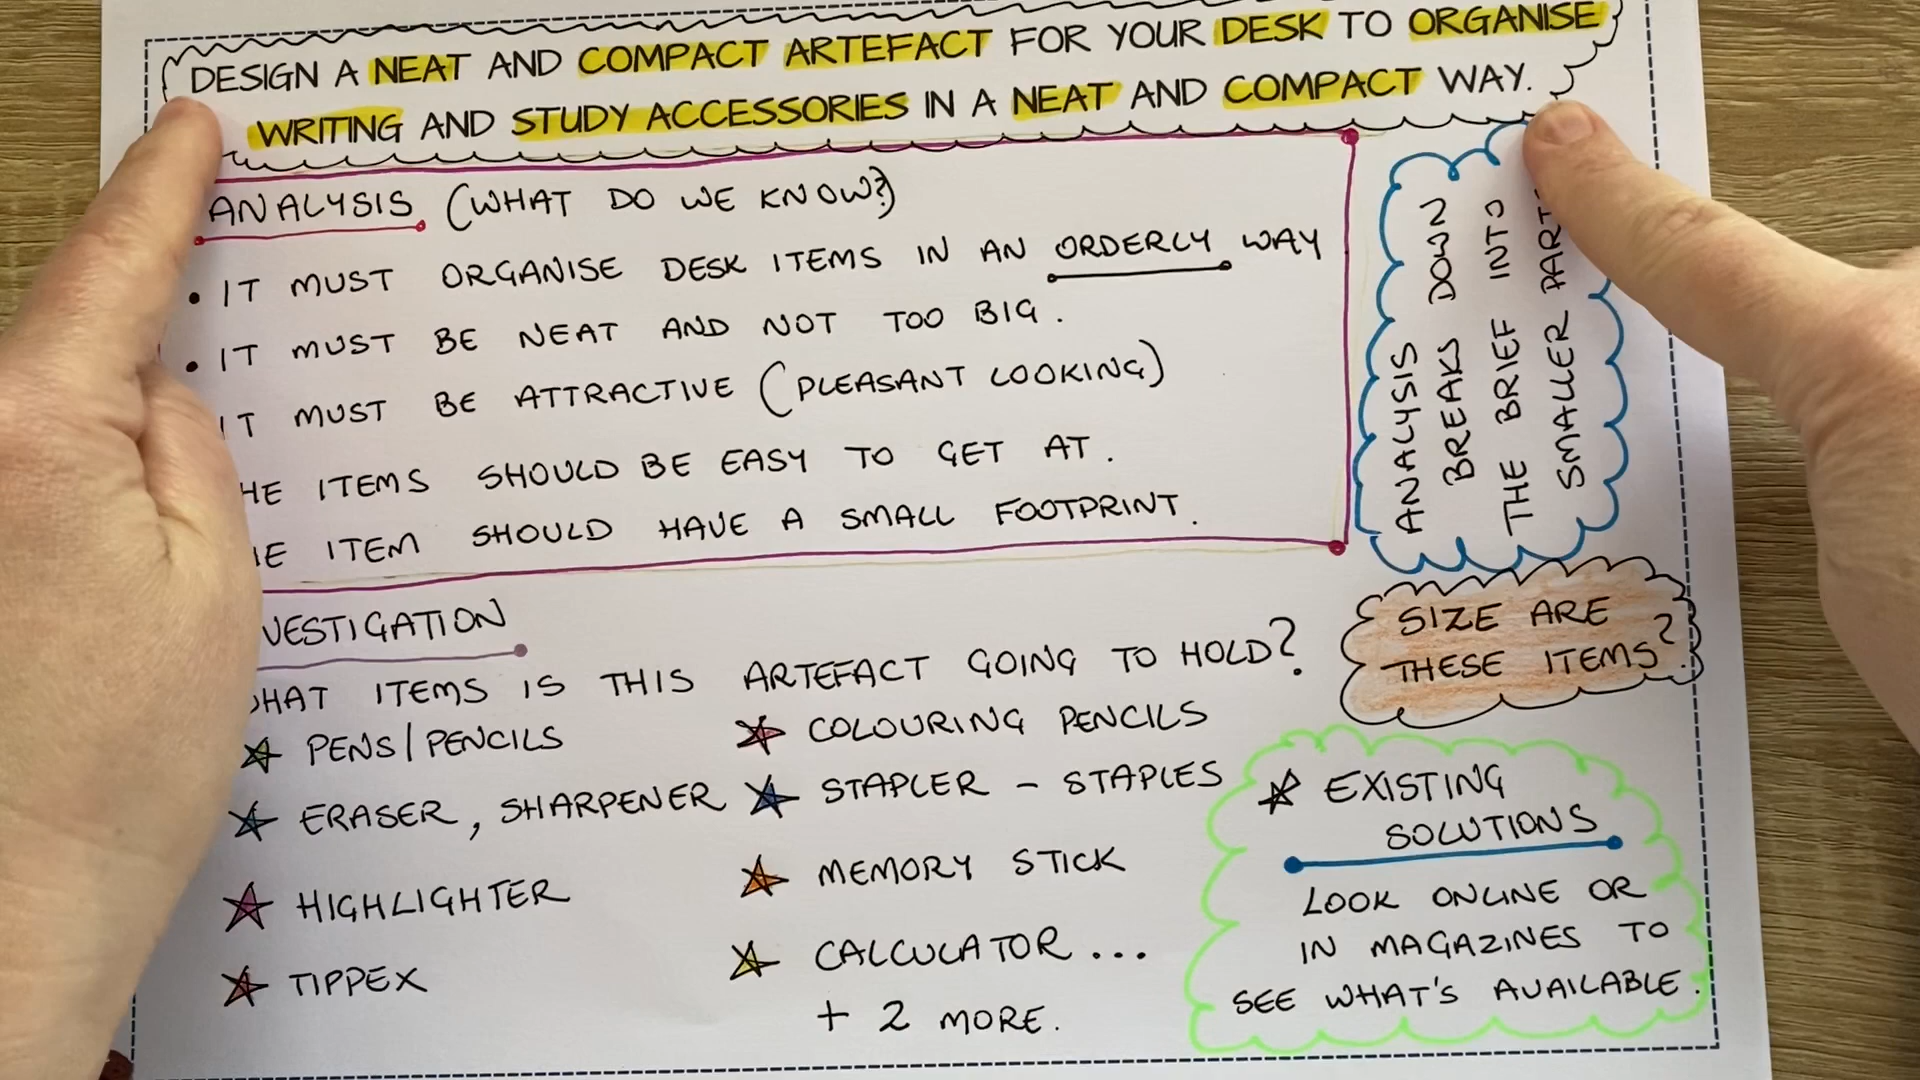 DESIGN A NEAT AND COMPACT ARTEFACT FOR YOUR DESK TO ORGANISE
WRITING AND STUDY ACCESSORIES IN A NEAT AND COMPACT WAY.
ANALYSIS (WHAT DO WE KNOW?)
• IT MUST ORGANISE DESK ITEMS IN AN ORDERLY WAY
• IT MUST BE NEAT AND NOT TOO BIG.
IT MUST BE ATTRACTIVE (PLEASANT LOOKING)
HE ITEMS SHOULD BE EASY TO GET AT.
E ITEM SHOULD HAVE A SMALL FOOTPRINT.
ANALYSIS
BREAKS DOWN
THE BRIEF INTO
SMALLER PART
VESTIGATION
HAT ITEMS IS THIS ARTEFACT GOING TO HOLD?
PENS/PENCILS
ERASER, SHARPENER
HIGHLIGHTER
TIPPEX
COLOURING PENCILS
STAPLER - STAPLES
MEMORY STICK
CALCULATOR ...
+ 2 MORE.
SIZE ARE
THESE ITEMS?
EXISTING
SOLUTIONS
LOOK ONLINE OR
IN MAGAZINES TO
SEE WHAT'S AVAILABLE.